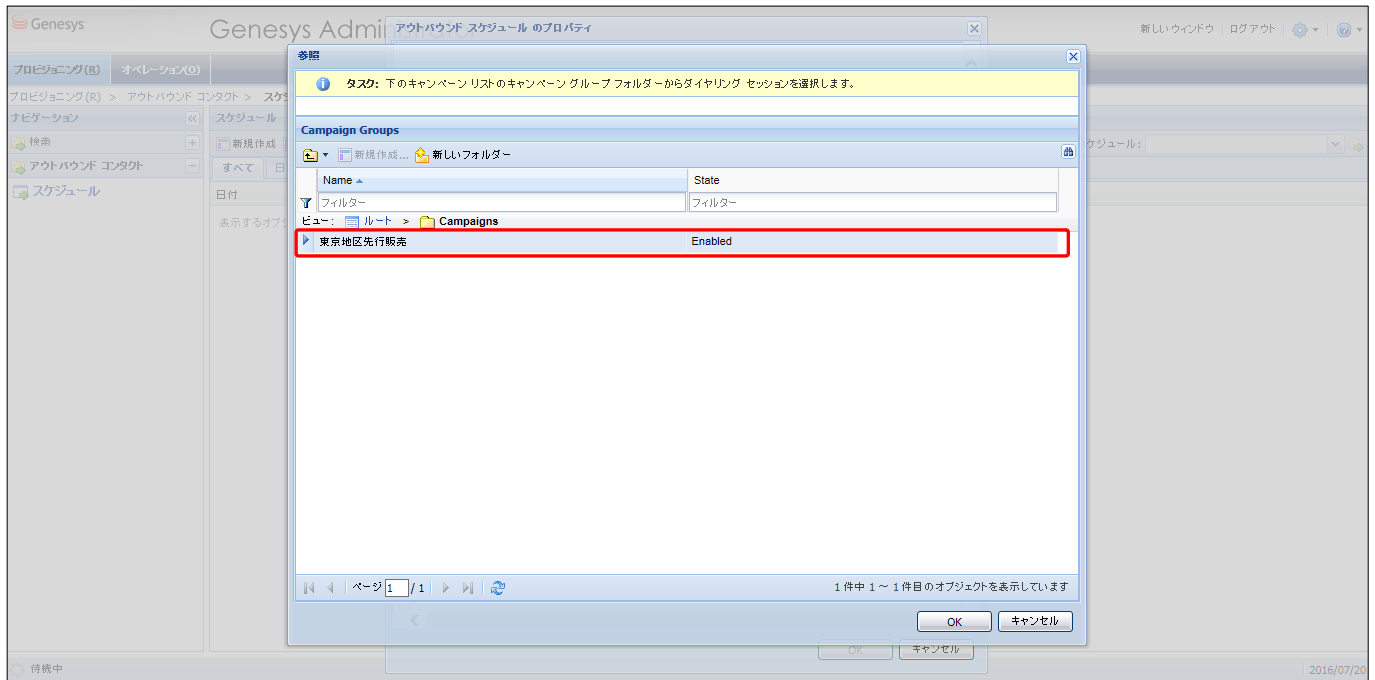 Genesys
Genesys Admi
アウトバウンド スケジュール のプロパティ
新しいウィンドウ
ログアウト
参照
プロビジョニング(R)
オペレーション(O)
タスク: 下のキャンペーン リストのキャンペーン グループ フォルダーからダイヤリング セッションを選択します。
プロビジョニング(R) > アウトバウンド コンタクト > スケジ
ナビゲーション
スケジュール
Campaign Groups
検索
新規作成
新規作成...
新しいフォルダー
ケジュール:
アウトバウンド コンタクト
すべて
日
Name
State
スケジュール
日付
フィルター
フィルター
表示するオブジ
ビュー: ルート > Campaigns
東京地区先行販売
Enabled
ページ 1 / 1
1 件中 1 ~ 1 件目のオブジェクトを表示しています
OK
キャンセル
OK
キャンセル
待機中
2016/07/20